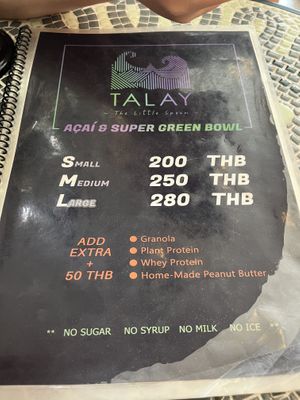 TALAY
~ The Little Spoon
AÇAÍ & SUPER GREEN BOWL
SMALL 200 THB
MEDIUM 250 THB
LARGE 280 THB
ADD EXTRA + 50 THB
• Granola
• Plant Protein
• Whey Protein
• Home-Made Peanut Butter
** NO SUGAR NO SYRUP NO MILK NO ICE **